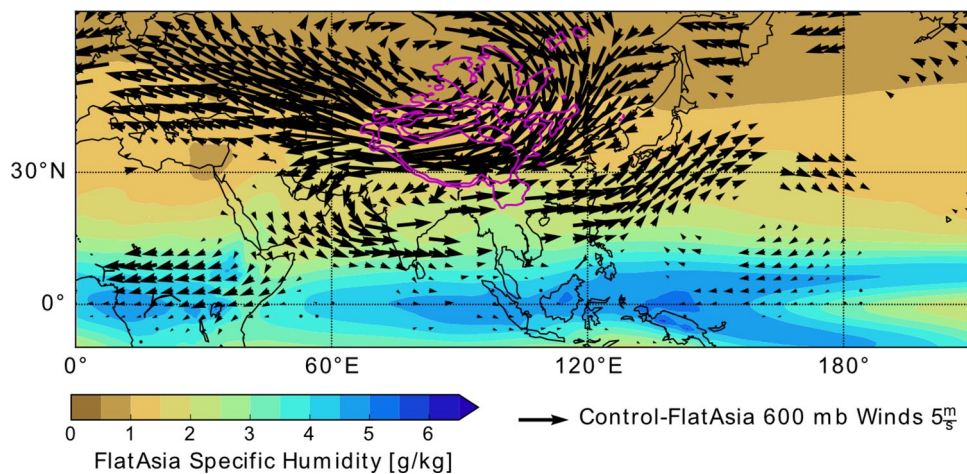 30°N
0°
0 60°E 120°E 180°
0 1 2 3 4 5 6
Control-FlatAsia 600 mb Winds 5 m/s
FlatAsia Specific Humidity [g/kg]